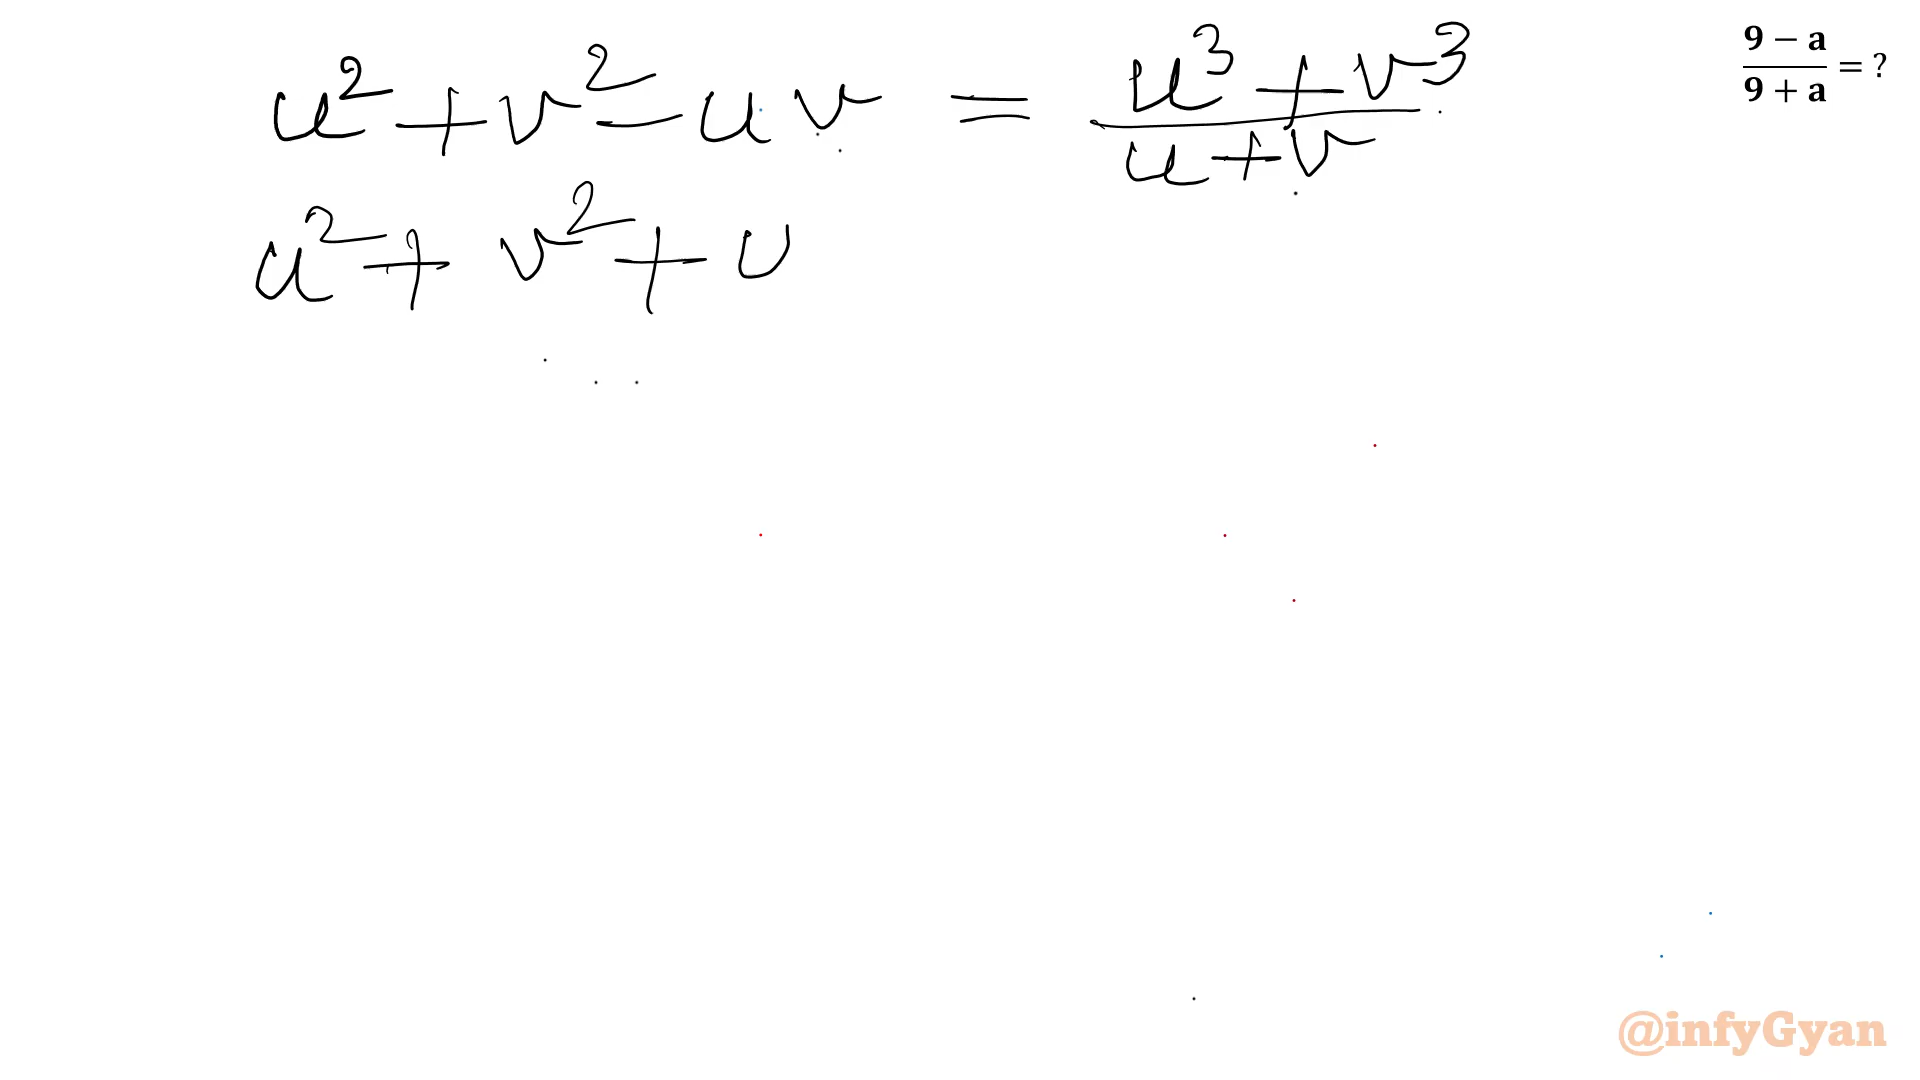 u² + v² − uv = (u³ + v³)/(u + v)
u² + v² + u
(9 − a)/(9 + a) = ?
@infyGyan